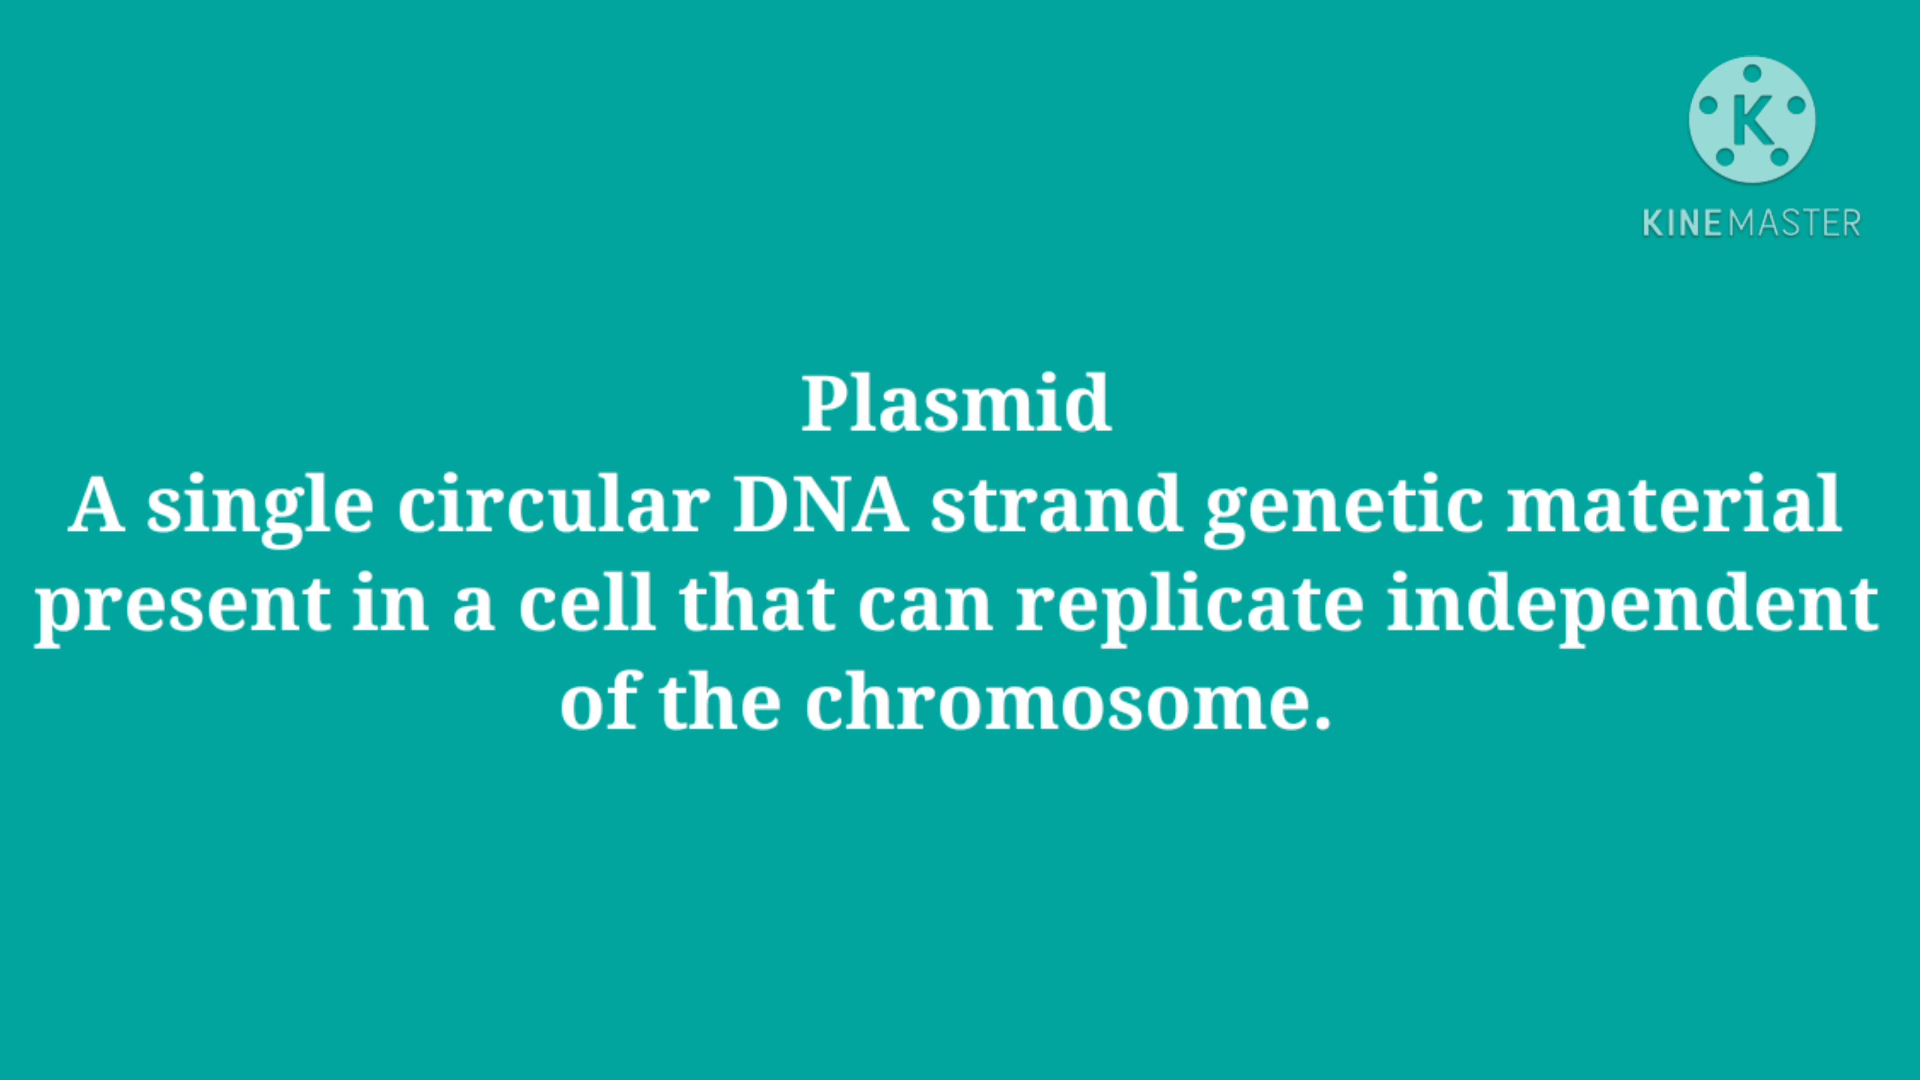 K
KINEMASTER
Plasmid
A single circular DNA strand genetic material
present in a cell that can replicate independent
of the chromosome.